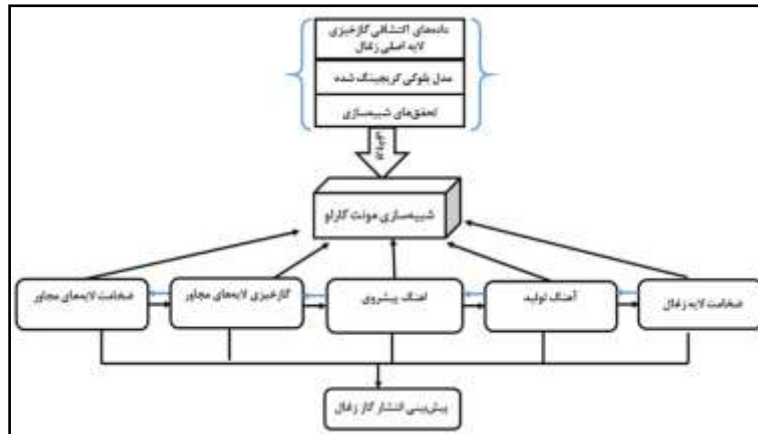 داده‌های اکتشافی گازخیزی
لایه اصلی زغال
مدل بلوکی کریجینگ شده
تحقق‌های شبیه‌سازی
شبیه‌سازی مونت کارلو
ضخامت لایه زغال
آهنگ تولید
اهنگ پیشروی
گازخیزی لایه‌های مجاور
ضخامت لایه‌های مجاور
پیش‌بینی انتشار گاز زغال